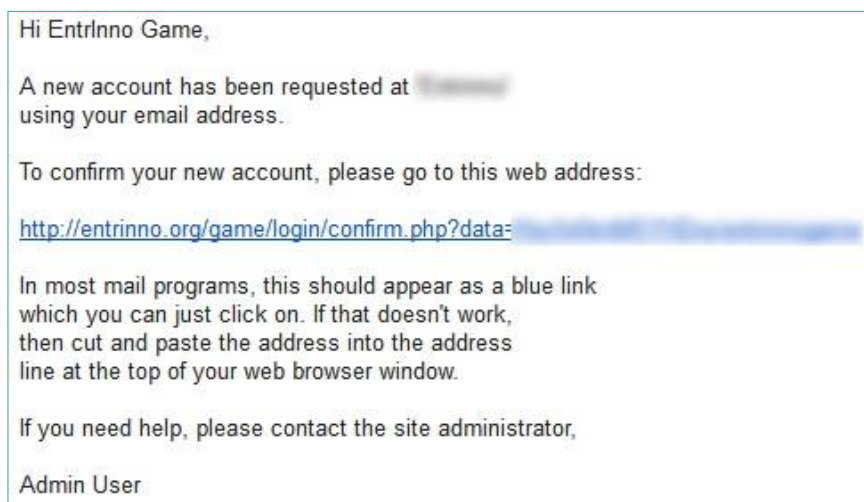 Hi EntrInno Game,
A new account has been requested at
using your email address.
To confirm your new account, please go to this web address:
http://entrinno.org/game/login/confirm.php?data=
In most mail programs, this should appear as a blue link
which you can just click on. If that doesn't work,
then cut and paste the address into the address
line at the top of your web browser window.
If you need help, please contact the site administrator,
Admin User